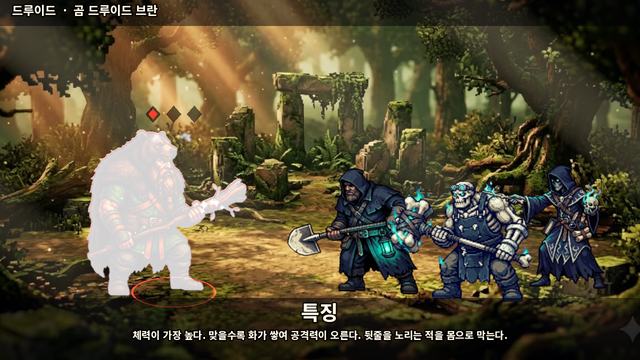 드루이드 · 곰 드루이드 브란
특징
체력이 가장 높다. 맞을수록 화가 쌓여 공격력이 오른다. 뒷줄을 노리는 적을 몸으로 막는다.